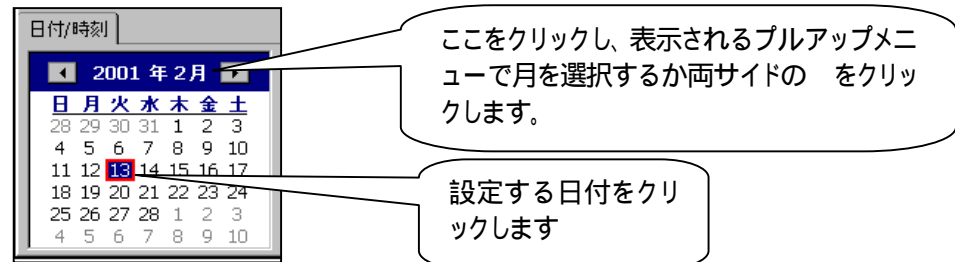 日付/時刻
2001 年 2月
日 月 火 水 木 金 土
28 29 30 31 1 2 3
4 5 6 7 8 9 10
11 12 13 14 15 16 17
18 19 20 21 22 23 24
25 26 27 28 1 2 3
4 5 6 7 8 9 10
ここをクリックし、表示されるプルアップメニ
ューで月を選択するか両サイドの　をクリッ
クします。
設定する日付をクリ
ックします